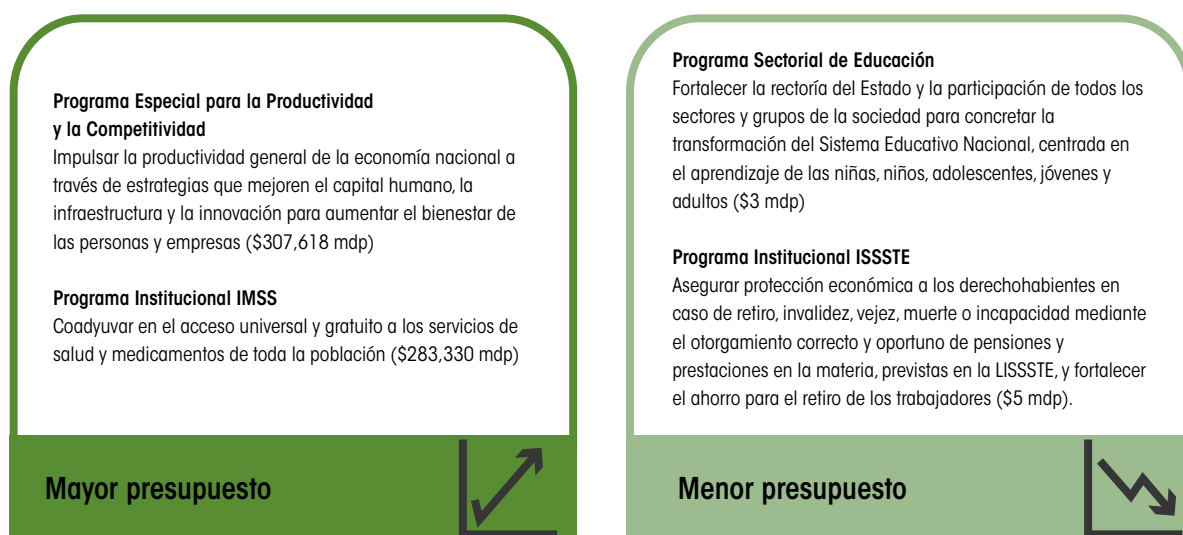 Programa Especial para la Productividad
y la Competitividad
Impulsar la productividad general de la economía nacional a
través de estrategias que mejoren el capital humano, la
infraestructura y la innovación para aumentar el bienestar de
las personas y empresas ($307,618 mdp)
Programa Institucional IMSS
Coadyuvar en el acceso universal y gratuito a los servicios de
salud y medicamentos de toda la población ($283,330 mdp)
Mayor presupuesto
Programa Sectorial de Educación
Fortalecer la rectoría del Estado y la participación de todos los
sectores y grupos de la sociedad para concretar la
transformación del Sistema Educativo Nacional, centrada en
el aprendizaje de las niñas, niños, adolescentes, jóvenes y
adultos ($3 mdp)
Programa Institucional ISSSTE
Asegurar protección económica a los derechohabientes en
caso de retiro, invalidez, vejez, muerte o incapacidad mediante
el otorgamiento correcto y oportuno de pensiones y
prestaciones en la materia, previstas en la LISSSTE, y fortalecer
el ahorro para el retiro de los trabajadores ($5 mdp).
Menor presupuesto